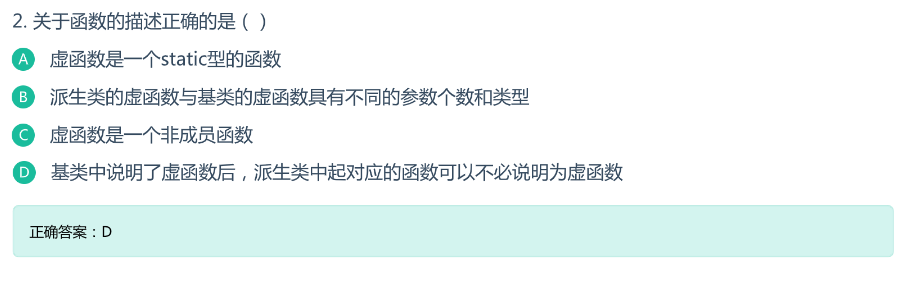 2. 关于函数的描述正确的是 ( )
A 虚函数是一个static型的函数
B 派生类的虚函数与基类的虚函数具有不同的参数个数和类型
C 虚函数是一个非成员函数
D 基类中说明了虚函数后，派生类中起对应的函数可以不必说明为虚函数
正确答案：D